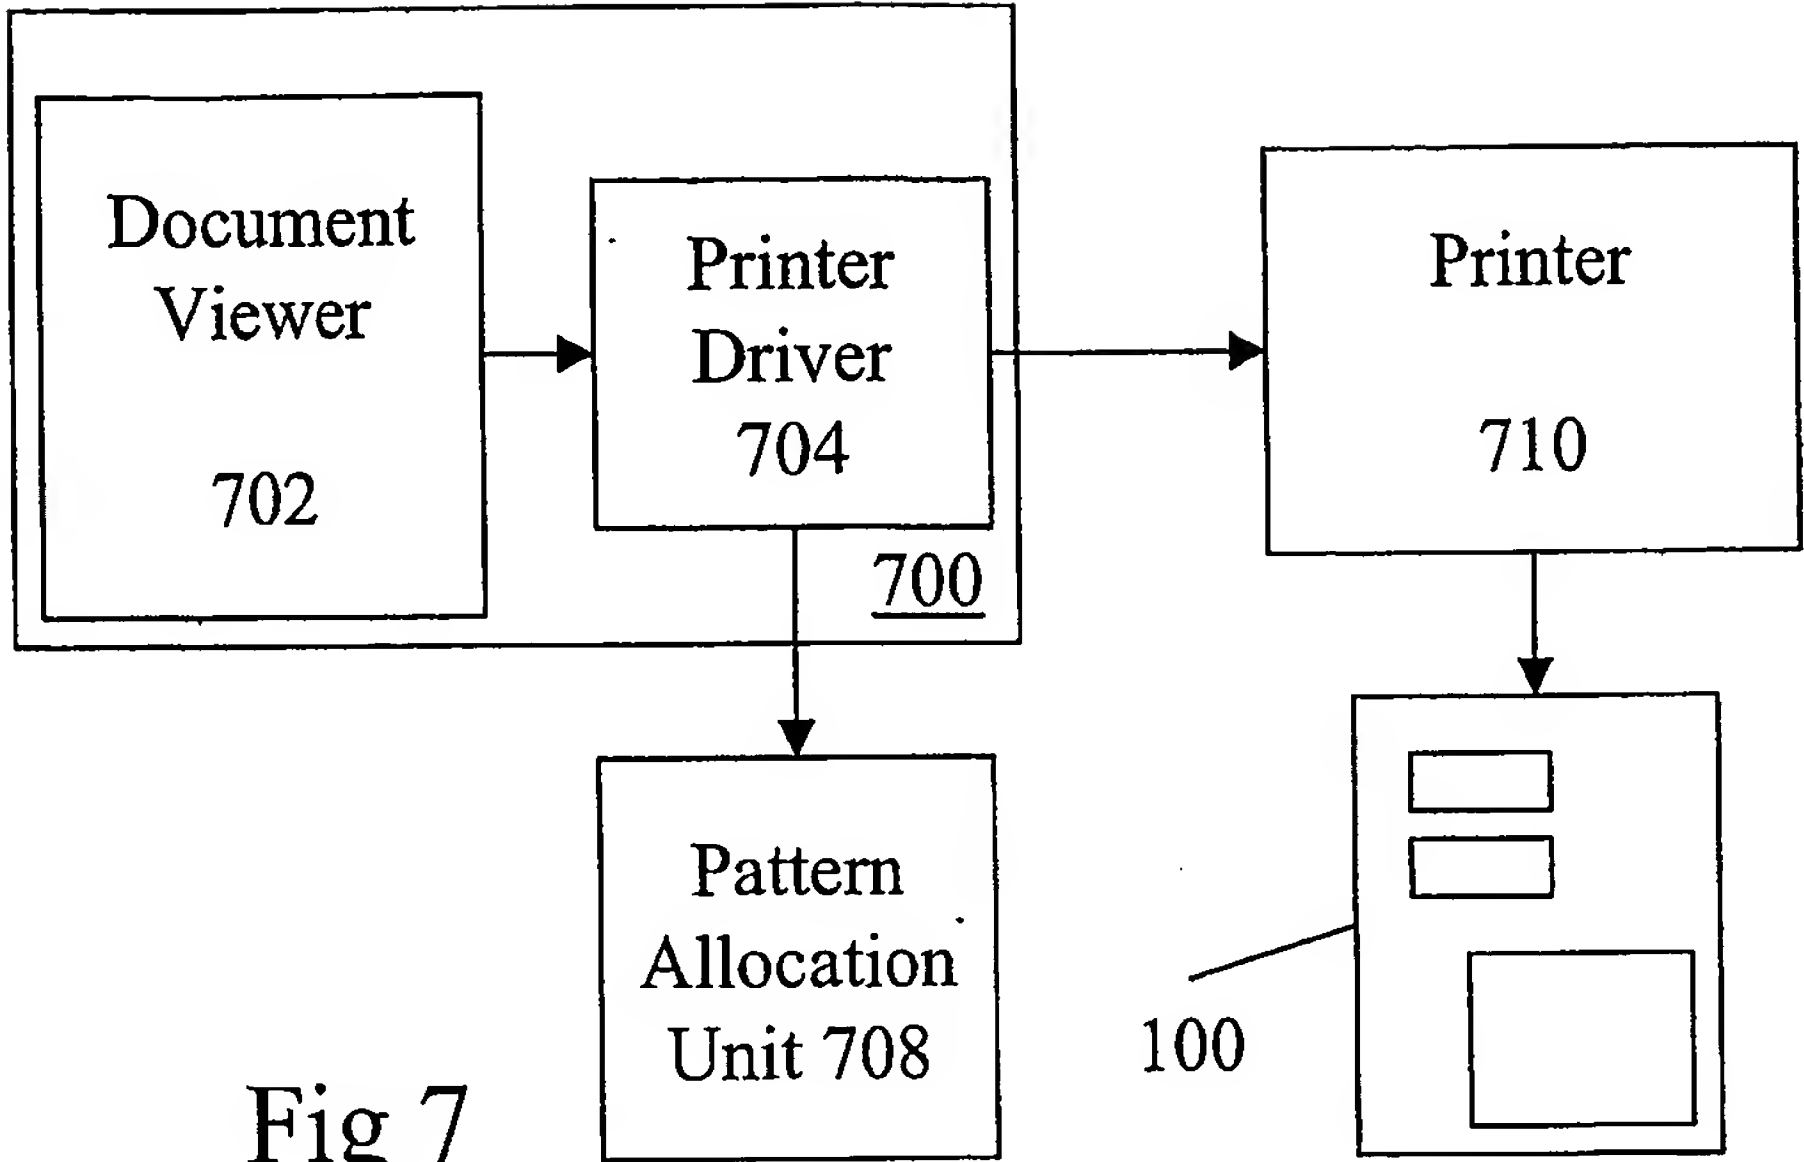 Document
Viewer
702
Printer
Driver
704
700
Printer
710
Pattern
Allocation
Unit 708
100
Fig 7